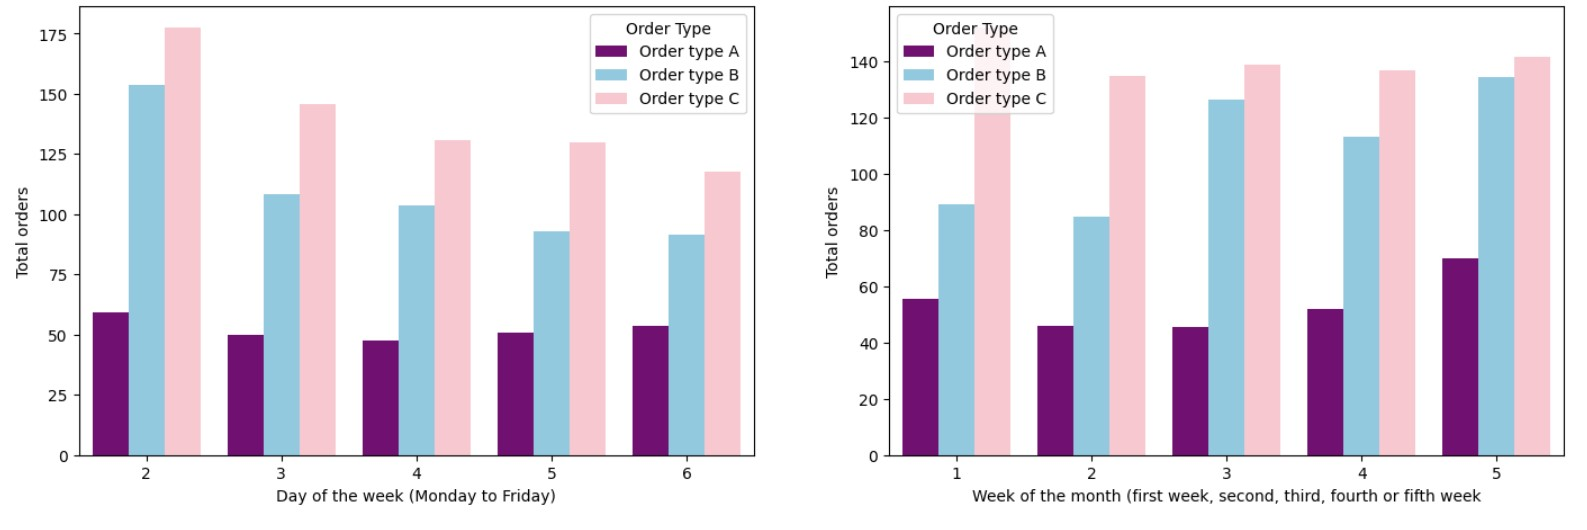 175
150
125
100
75
50
25
0
Total orders
2 3 4 5 6
Day of the week (Monday to Friday)
Order Type
Order type A
Order type B
Order type C
140
120
100
80
60
40
20
0
Total orders
1 2 3 4 5
Week of the month (first week, second, third, fourth or fifth week
Order Type
Order type A
Order type B
Order type C